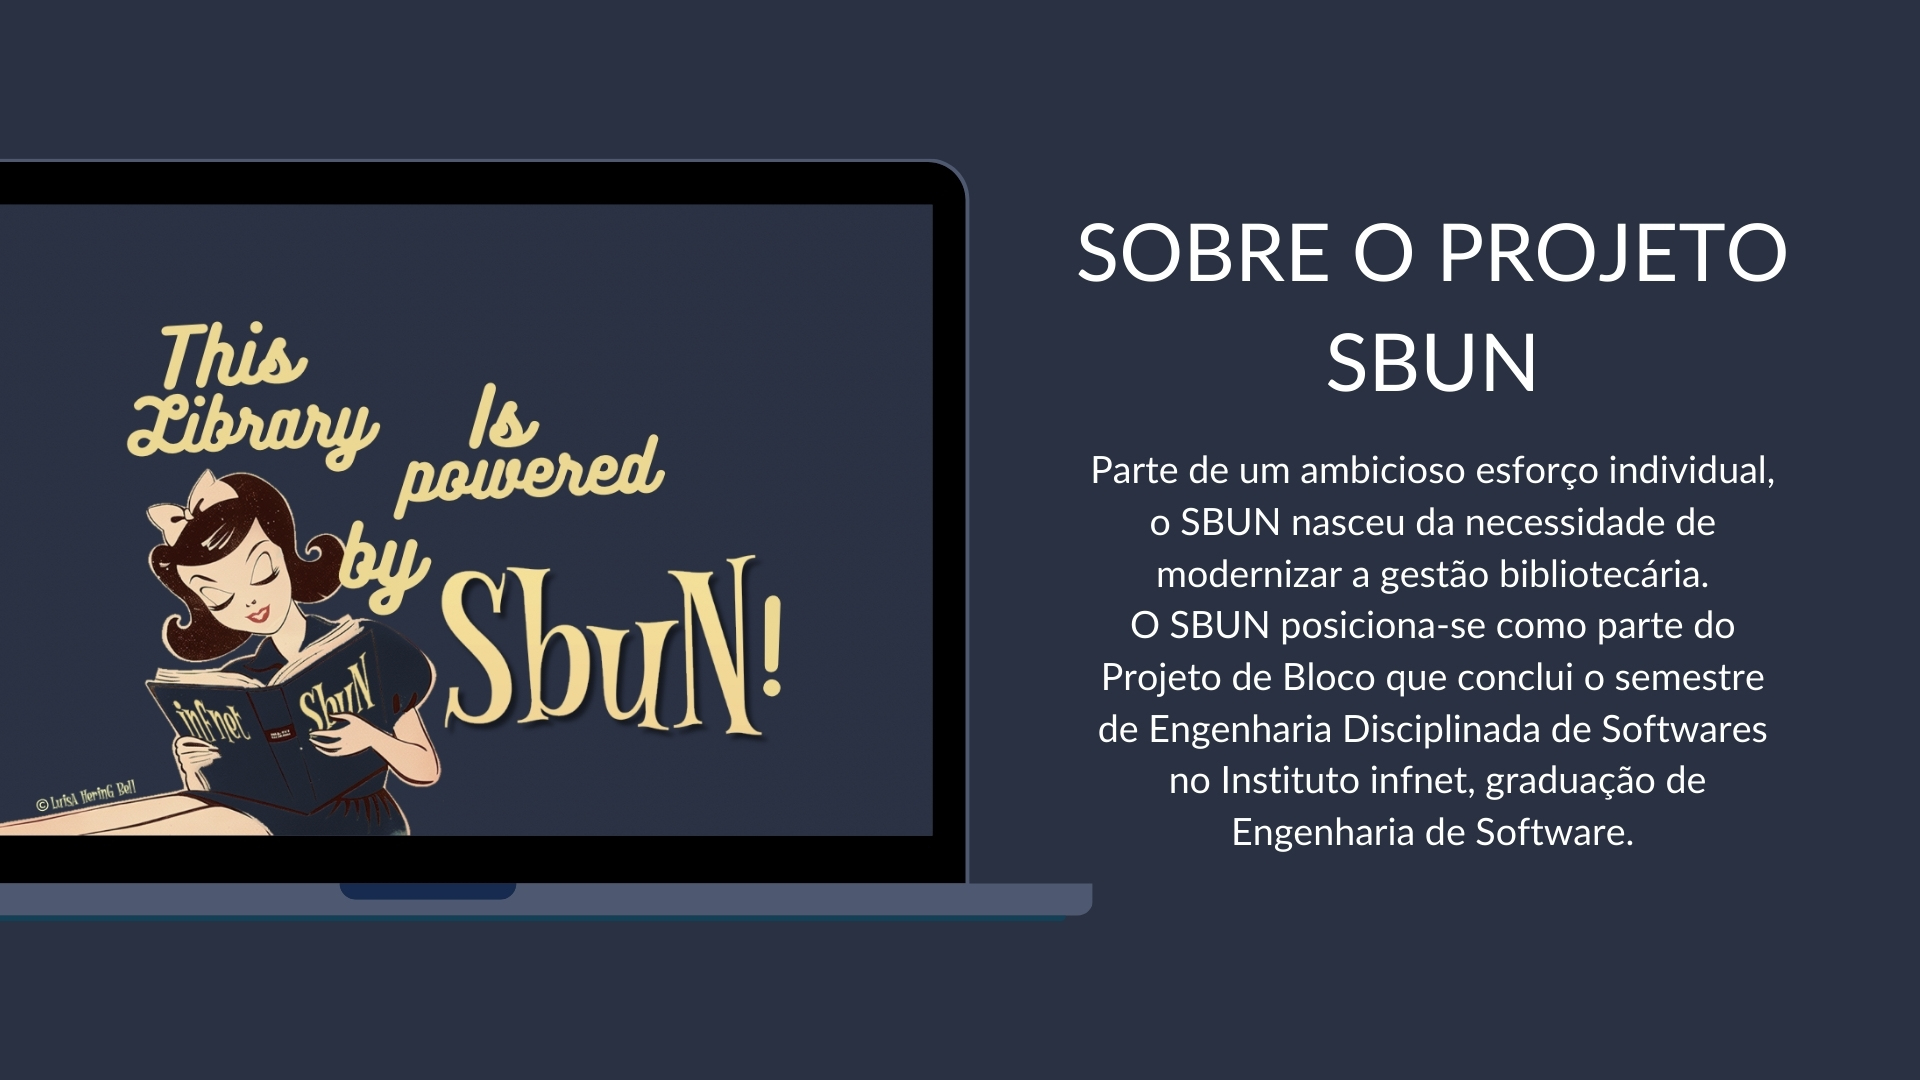 This
Library
Is
powered
by
SbuN!
infnet
SbuN
© Luisa Hering Bell
SOBRE O PROJETO
SBUN
Parte de um ambicioso esforço individual,
o SBUN nasceu da necessidade de
modernizar a gestão bibliotecária.
O SBUN posiciona-se como parte do
Projeto de Bloco que conclui o semestre
de Engenharia Disciplinada de Softwares
no Instituto infnet, graduação de
Engenharia de Software.